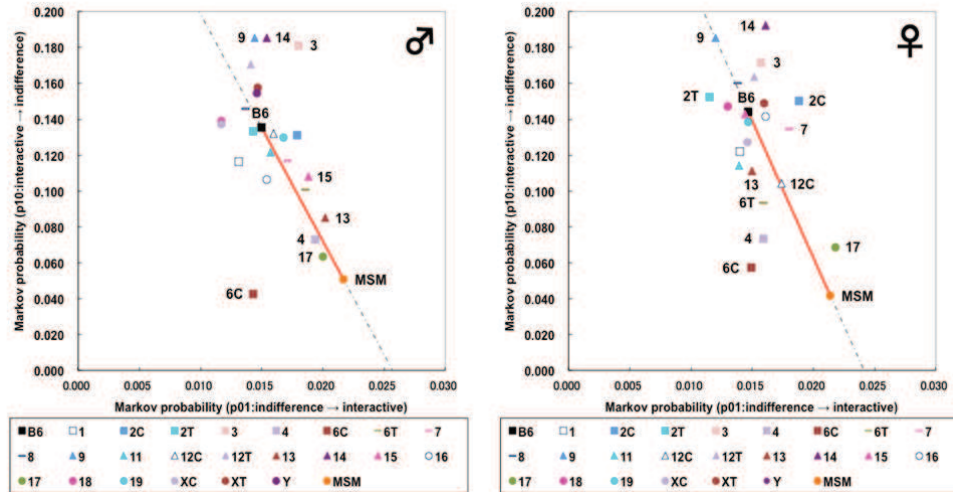 0.200
0.180
0.160
0.140
0.120
0.100
0.080
0.060
0.040
0.020
0.000
Markov probability (p10:interactive → indifference)
9 14 3
♂
B6
15
13
4
17
MSM
6C
0.000 0.005 0.010 0.015 0.020 0.025 0.030
Markov probability (p01:indifference → interactive)
B6 1 2C 2T 3 4 6C 6T 7
8 9 11 12C 12T 13 14 15 16
17 18 19 XC XT Y MSM
0.200
0.180
0.160
0.140
0.120
0.100
0.080
0.060
0.040
0.020
0.000
Markov probability (p10:interactive → indifference)
14
9
♀
3
2T B6 2C
7
13 12C
6T
4
17
6C
MSM
0.000 0.005 0.010 0.015 0.020 0.025 0.030
Markov probability (p01:indifference → interactive)
B6 1 2C 2T 3 4 6C 6T 7
8 9 11 12C 12T 13 14 15 16
17 18 19 XC XT Y MSM